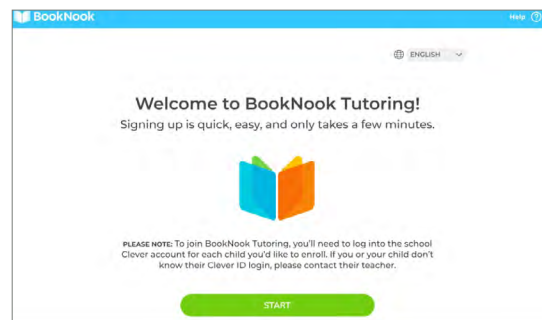 BookNook
Help
ENGLISH
Welcome to BookNook Tutoring!
Signing up is quick, easy, and only takes a few minutes.
PLEASE NOTE: To join BookNook Tutoring, you'll need to log into the school
Clever account for each child you'd like to enroll. If you or your child don't
know their Clever ID login, please contact their teacher.
START